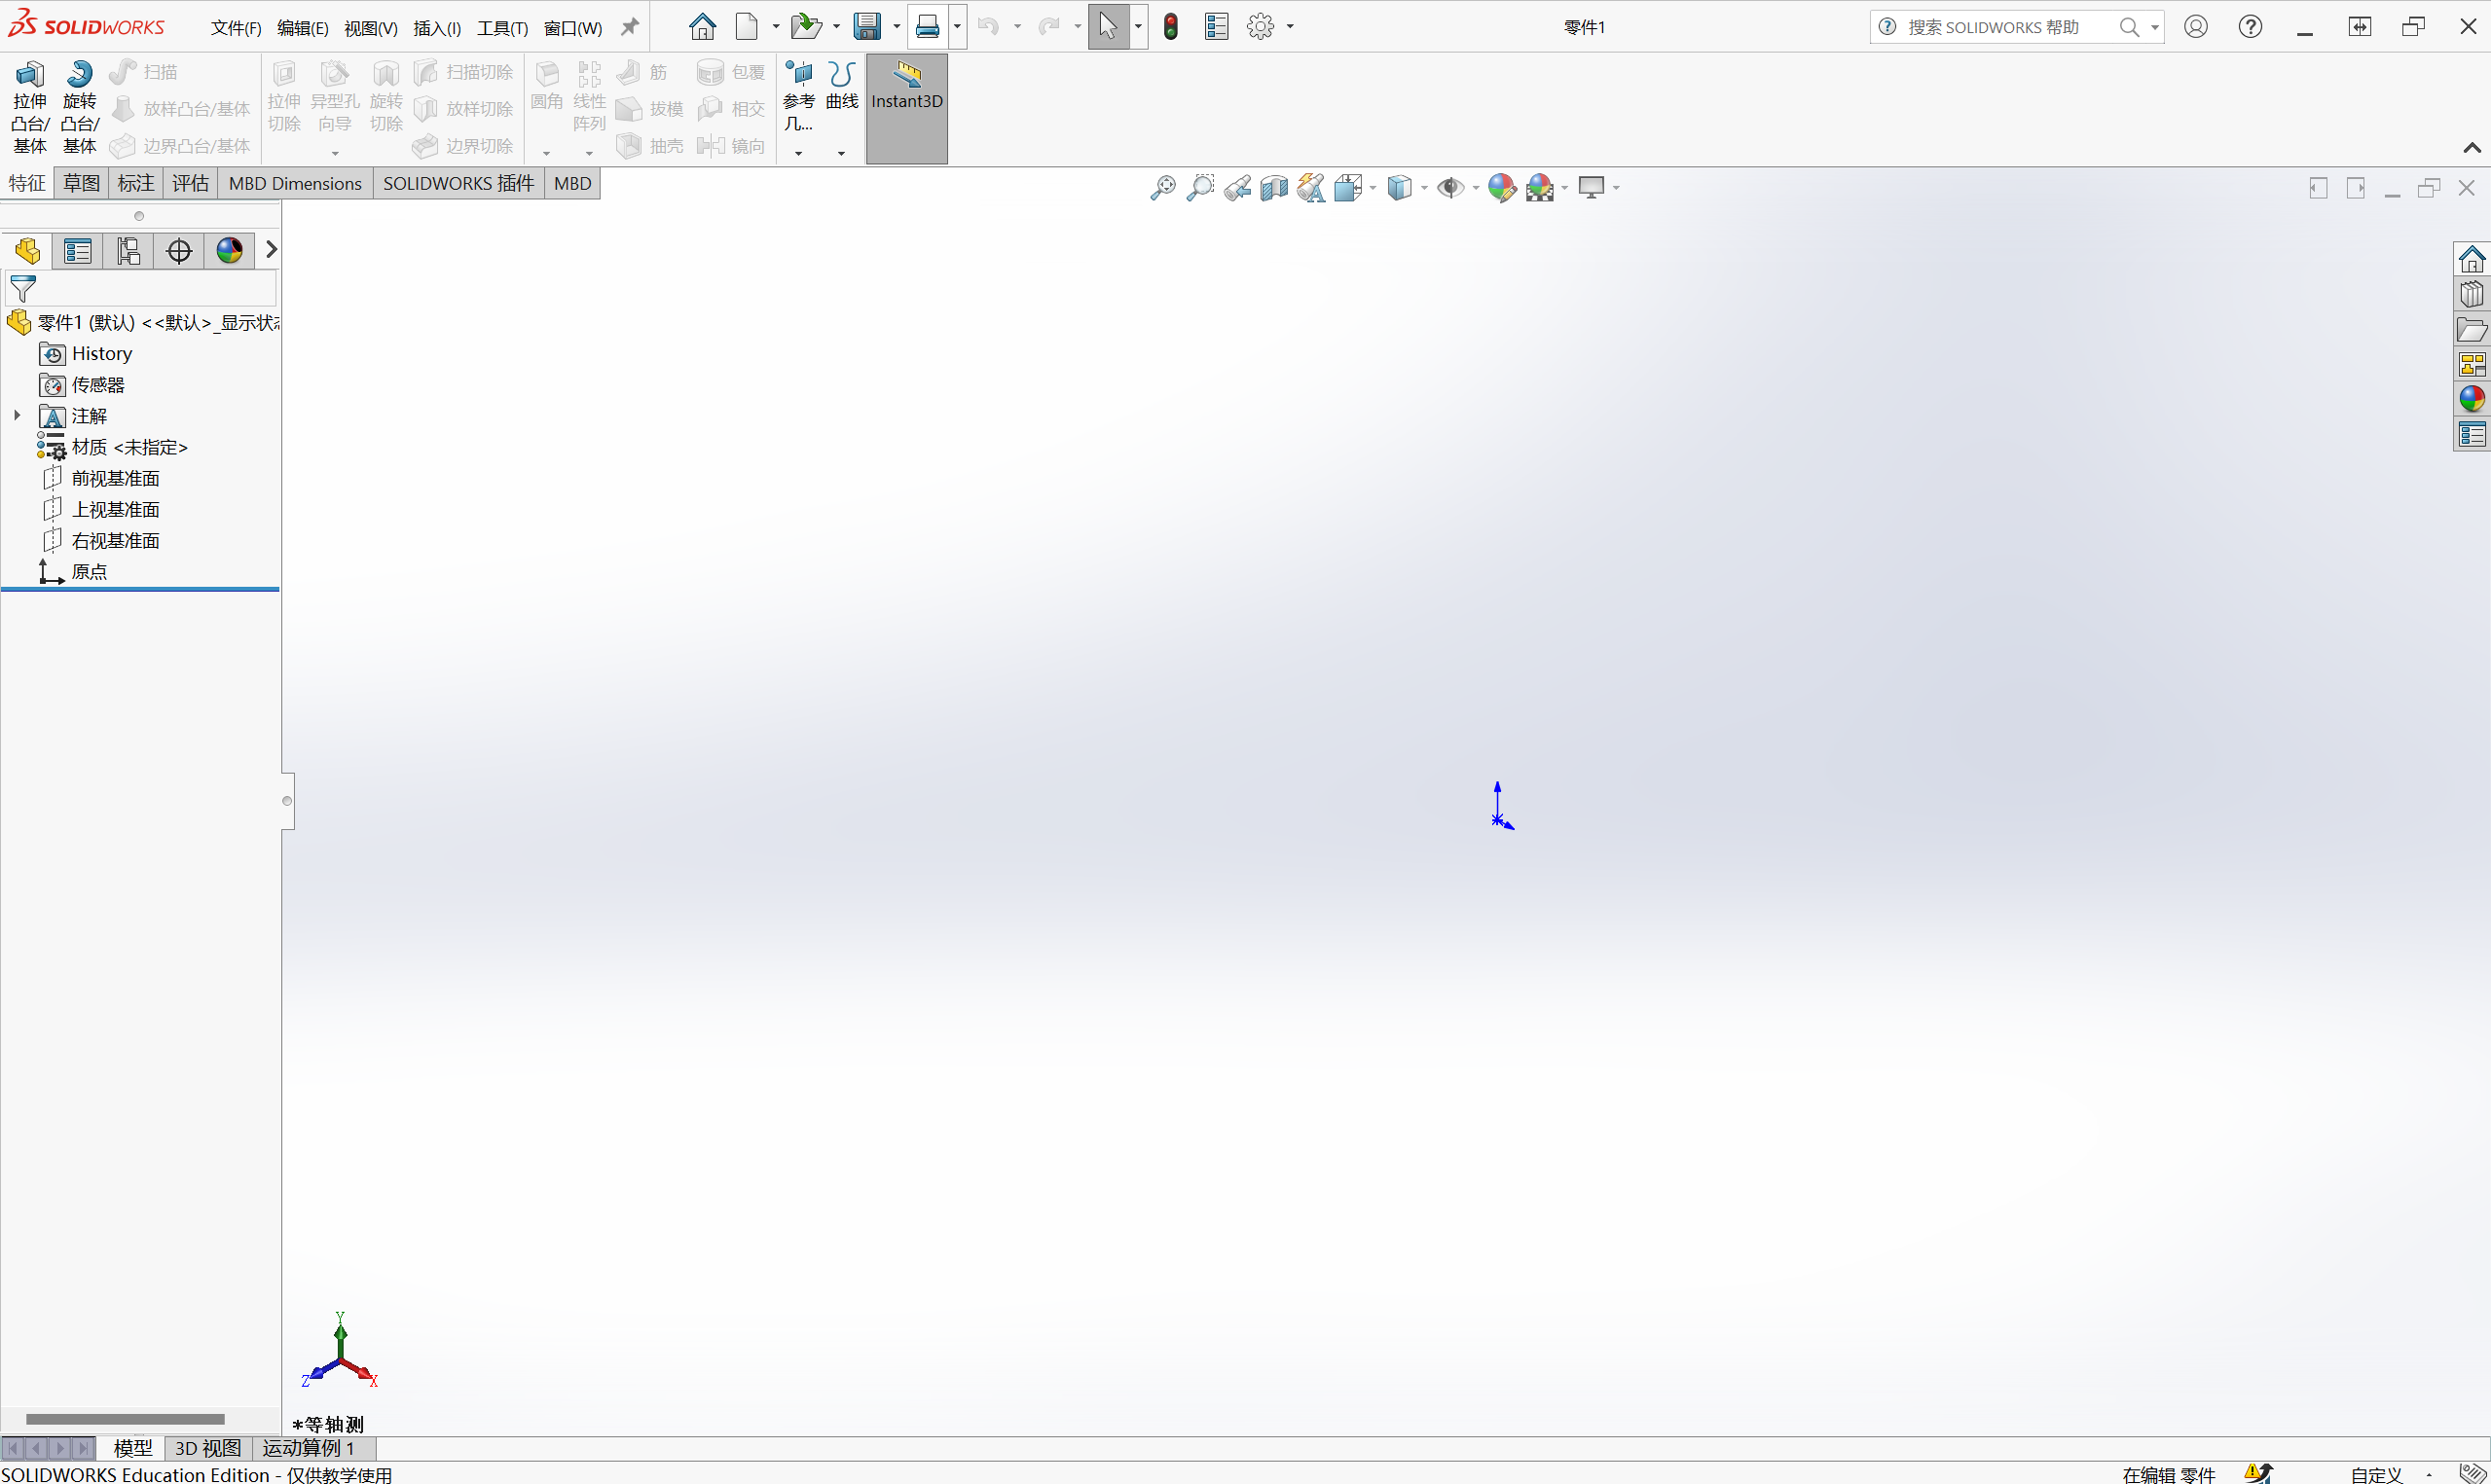 SOLIDWORKS 文件(F) 编辑(E) 视图(V) 插入(I) 工具(T) 窗口(W) 零件1 搜索 SOLIDWORKS 帮助
拉伸凸台/基体
旋转凸台/基体
扫描
放样凸台/基体
边界凸台/基体
拉伸切除
异型孔向导
旋转切除
扫描切除
放样切除
边界切除
圆角
线性阵列
筋
拔模
抽壳
包覆
相交
镜向
参考几...
曲线
Instant3D
特征 草图 标注 评估 MBD Dimensions SOLIDWORKS 插件 MBD
零件1 (默认) <<默认>_显示状
History
传感器
注解
材质 <未指定>
前视基准面
上视基准面
右视基准面
原点
Y
Z X
*等轴测
模型 3D 视图 运动算例 1
SOLIDWORKS Education Edition - 仅供教学使用 在编辑 零件 自定义